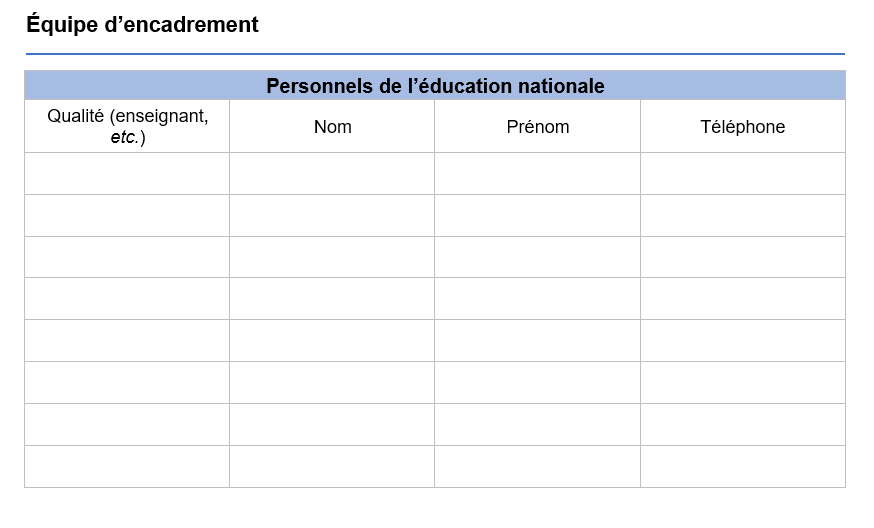 Équipe d’encadrement
Personnels de l’éducation nationale
Qualité (enseignant,
etc.)
Nom
Prénom
Téléphone